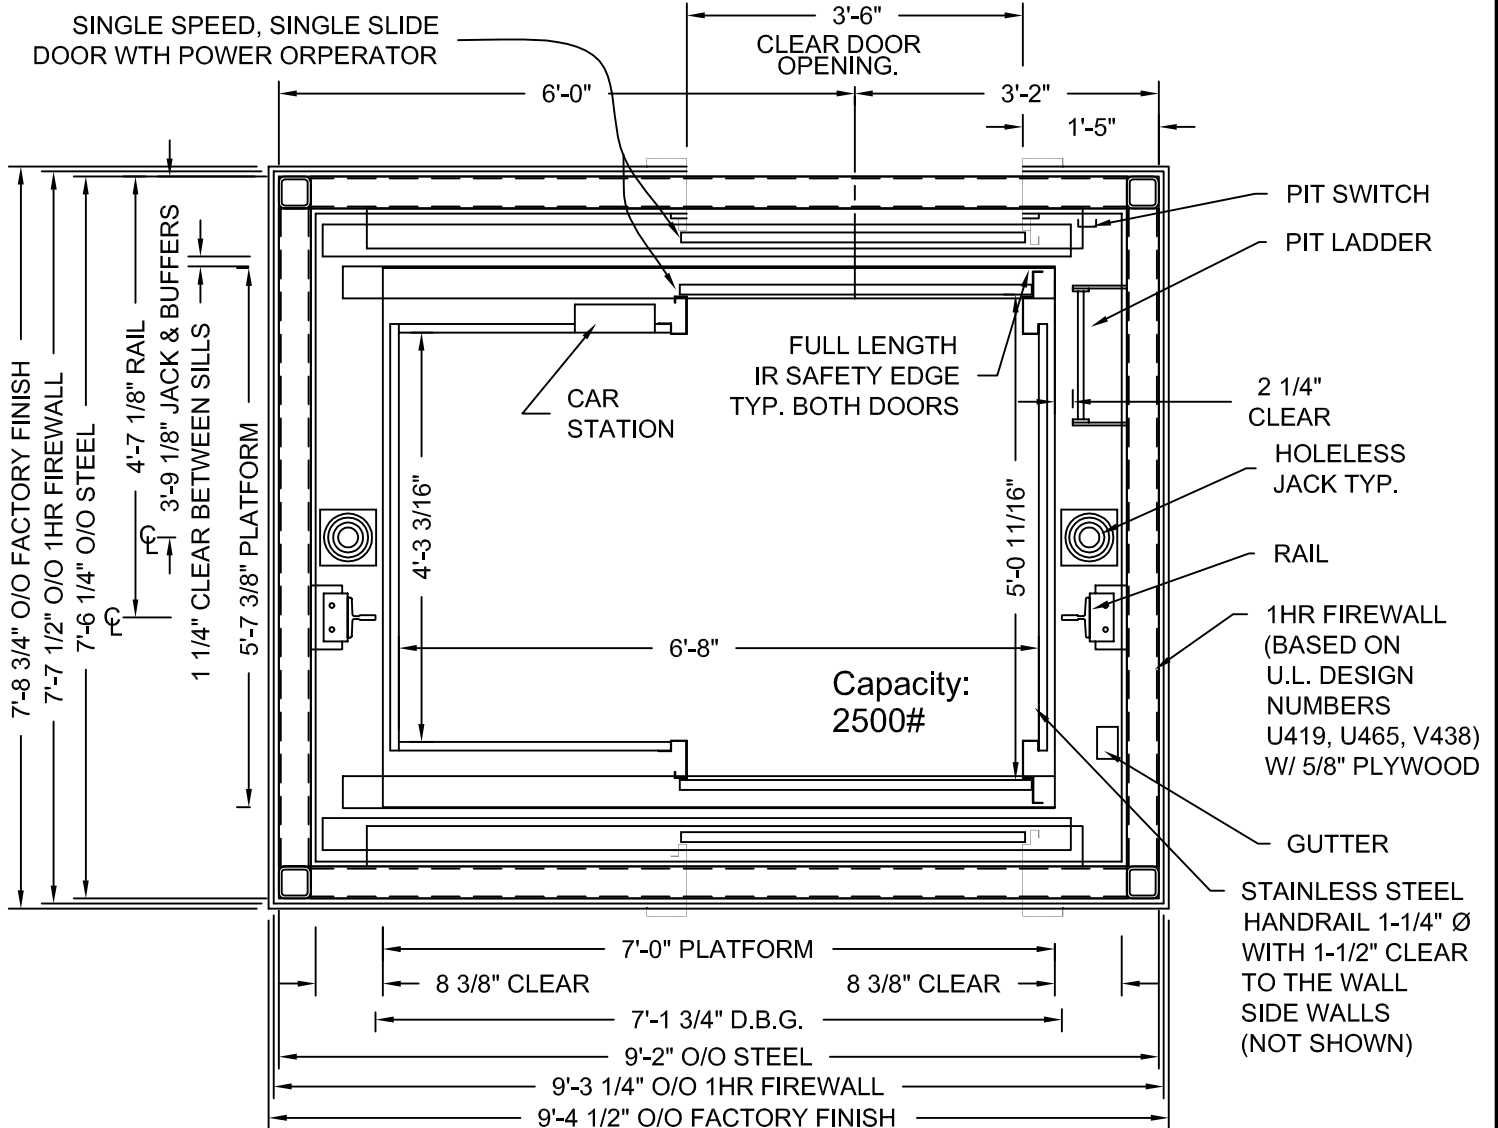 SINGLE SPEED, SINGLE SLIDE
DOOR WTH POWER ORPERATOR
3'-6"
CLEAR DOOR
OPENING.
6'-0"
3'-2"
1'-5"
PIT SWITCH
PIT LADDER
7'-8 3/4" O/O FACTORY FINISH
7'-7 1/2" O/O 1HR FIREWALL
7'-6 1/4" O/O STEEL
4'-7 1/8" RAIL
3'-9 1/8" JACK & BUFFERS
1 1/4" CLEAR BETWEEN SILLS
5'-7 3/8" PLATFORM
CL
CL
CAR
STATION
FULL LENGTH
IR SAFETY EDGE
TYP. BOTH DOORS
2 1/4"
CLEAR
HOLELESS
JACK TYP.
4'-3 3/16"
5'-0 11/16"
RAIL
6'-8"
Capacity:
2500#
1HR FIREWALL
(BASED ON
U.L. DESIGN
NUMBERS
U419, U465, V438)
W/ 5/8" PLYWOOD
GUTTER
STAINLESS STEEL
HANDRAIL 1-1/4" Ø
WITH 1-1/2" CLEAR
TO THE WALL
SIDE WALLS
(NOT SHOWN)
7'-0" PLATFORM
8 3/8" CLEAR
8 3/8" CLEAR
7'-1 3/4" D.B.G.
9'-2" O/O STEEL
9'-3 1/4" O/O 1HR FIREWALL
9'-4 1/2" O/O FACTORY FINISH